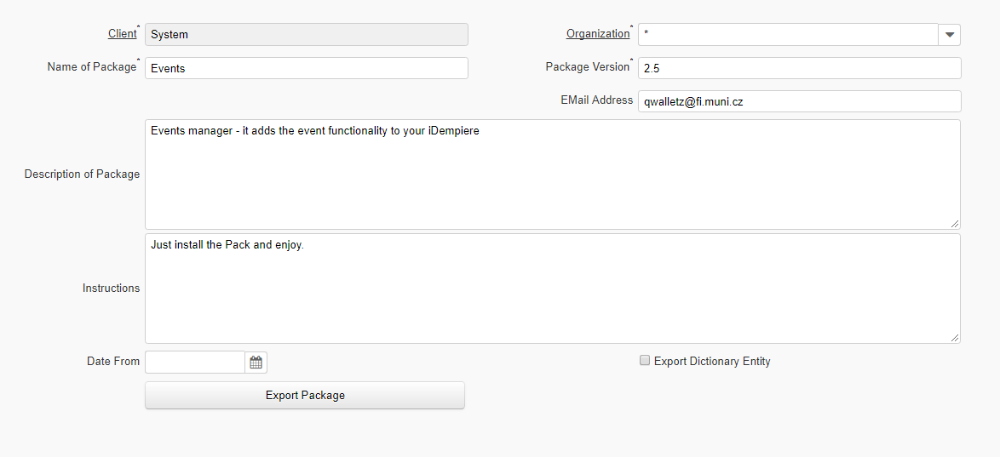 Client* System Organization* *
Name of Package* Events Package Version* 2.5
EMail Address qwalletz@fi.muni.cz
Description of Package Events manager - it adds the event functionality to your iDempiere
Instructions Just install the Pack and enjoy.
Date From Export Dictionary Entity
Export Package